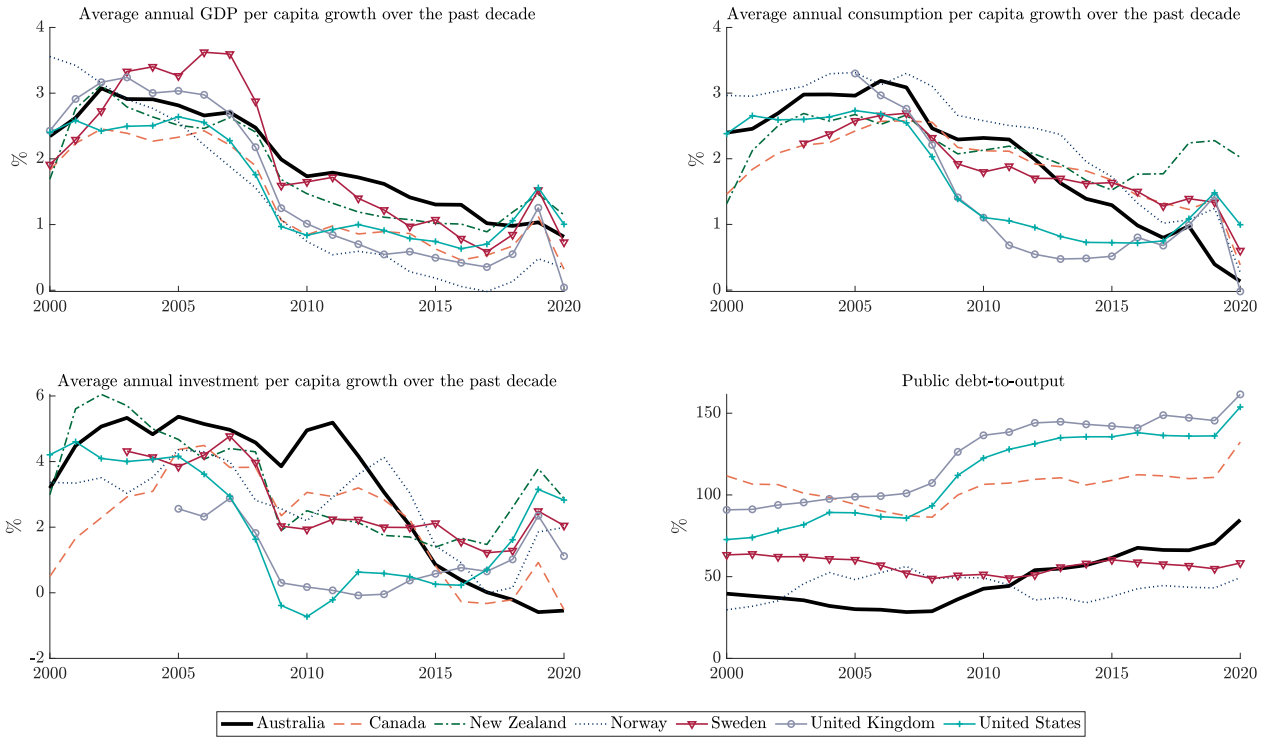 Average annual GDP per capita growth over the past decade
4
3
2
1
0
%
2000 2005 2010 2015 2020
Average annual consumption per capita growth over the past decade
4
3
2
1
0
%
2000 2005 2010 2015 2020
Average annual investment per capita growth over the past decade
6
4
2
0
-2
%
2000 2005 2010 2015 2020
Public debt-to-output
150
100
50
0
%
2000 2005 2010 2015 2020
Australia Canada New Zealand Norway Sweden United Kingdom United States